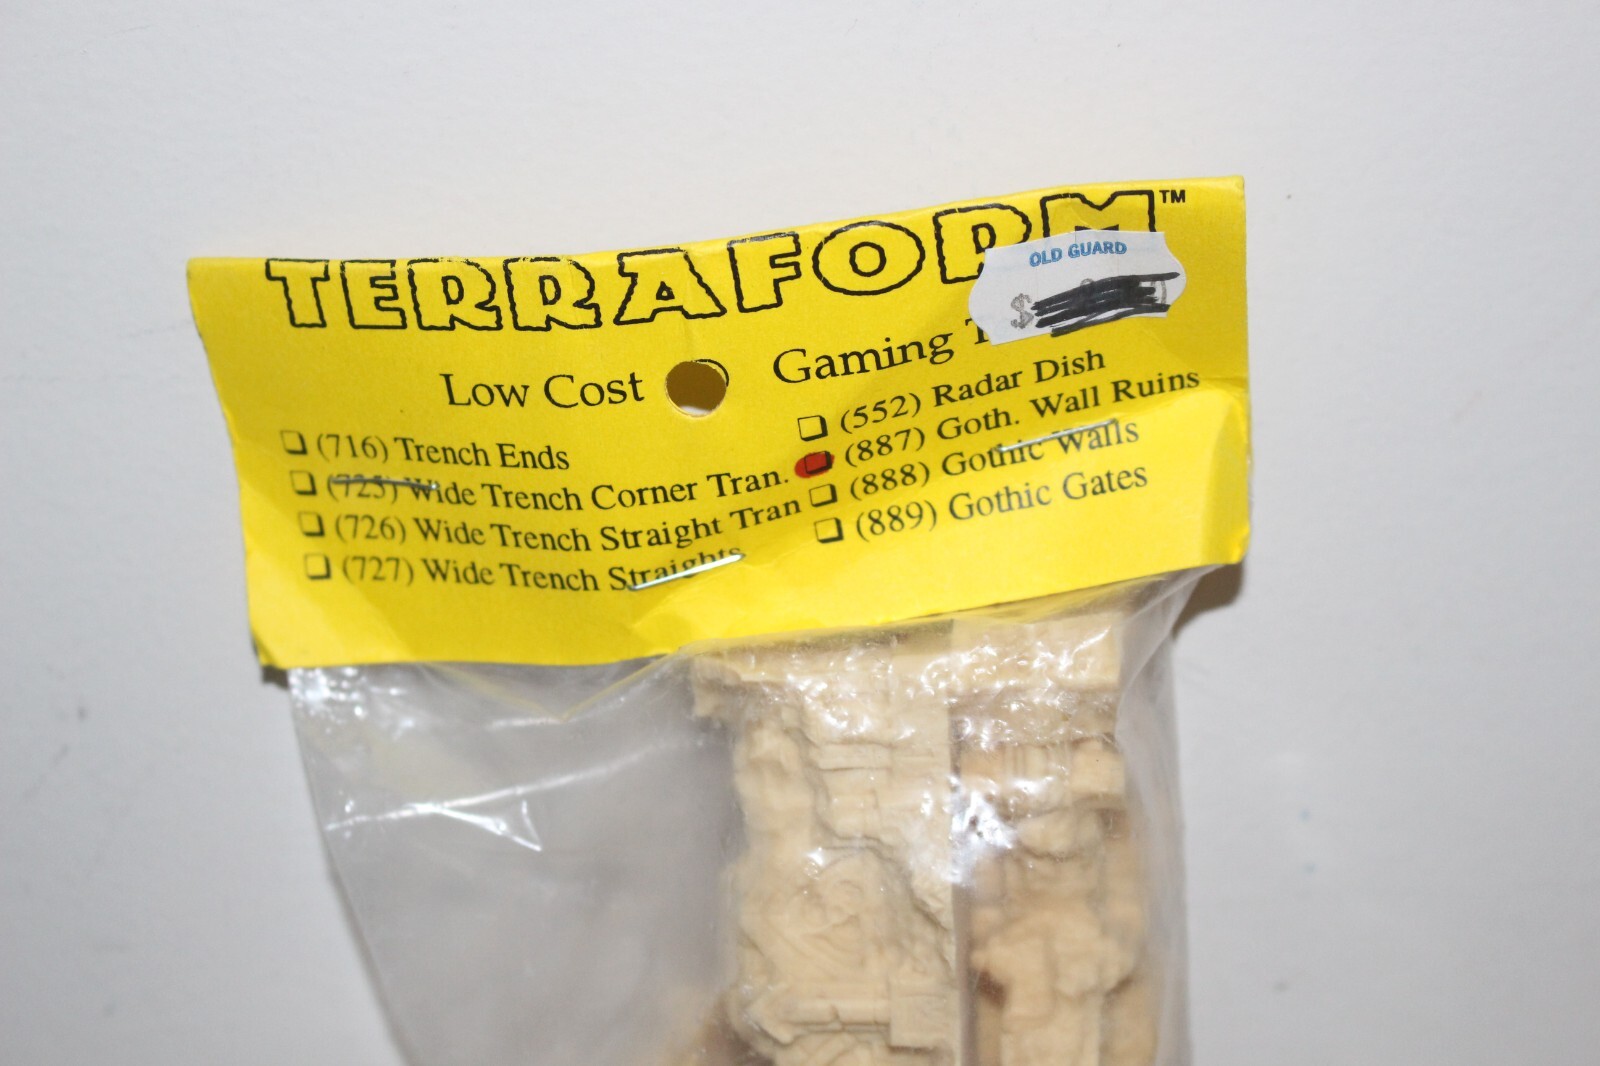 TERRAFORM™
OLD GUARD
$
Low Cost Gaming
(716) Trench Ends
(725) Wide Trench Corner Tran.
(726) Wide Trench Straight Tran
(727) Wide Trench Straights
(552) Radar Dish
(887) Goth. Wall Ruins
(888) Gothic Walls
(889) Gothic Gates